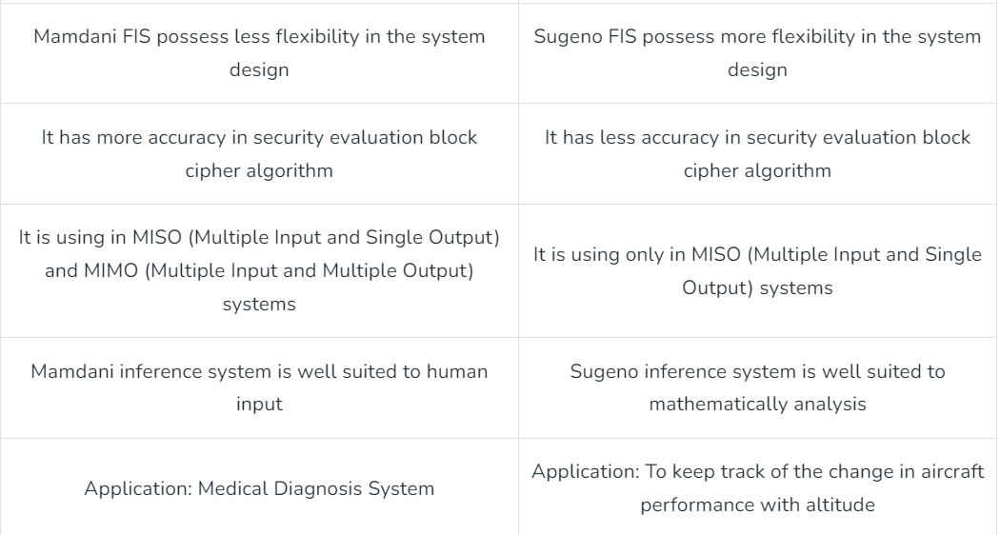 Mamdani FIS possess less flexibility in the system
design
Sugeno FIS possess more flexibility in the system
design
It has more accuracy in security evaluation block
cipher algorithm
It has less accuracy in security evaluation block
cipher algorithm
It is using in MISO (Multiple Input and Single Output)
and MIMO (Multiple Input and Multiple Output)
systems
It is using only in MISO (Multiple Input and Single
Output) systems
Mamdani inference system is well suited to human
input
Sugeno inference system is well suited to
mathematically analysis
Application: Medical Diagnosis System
Application: To keep track of the change in aircraft
performance with altitude